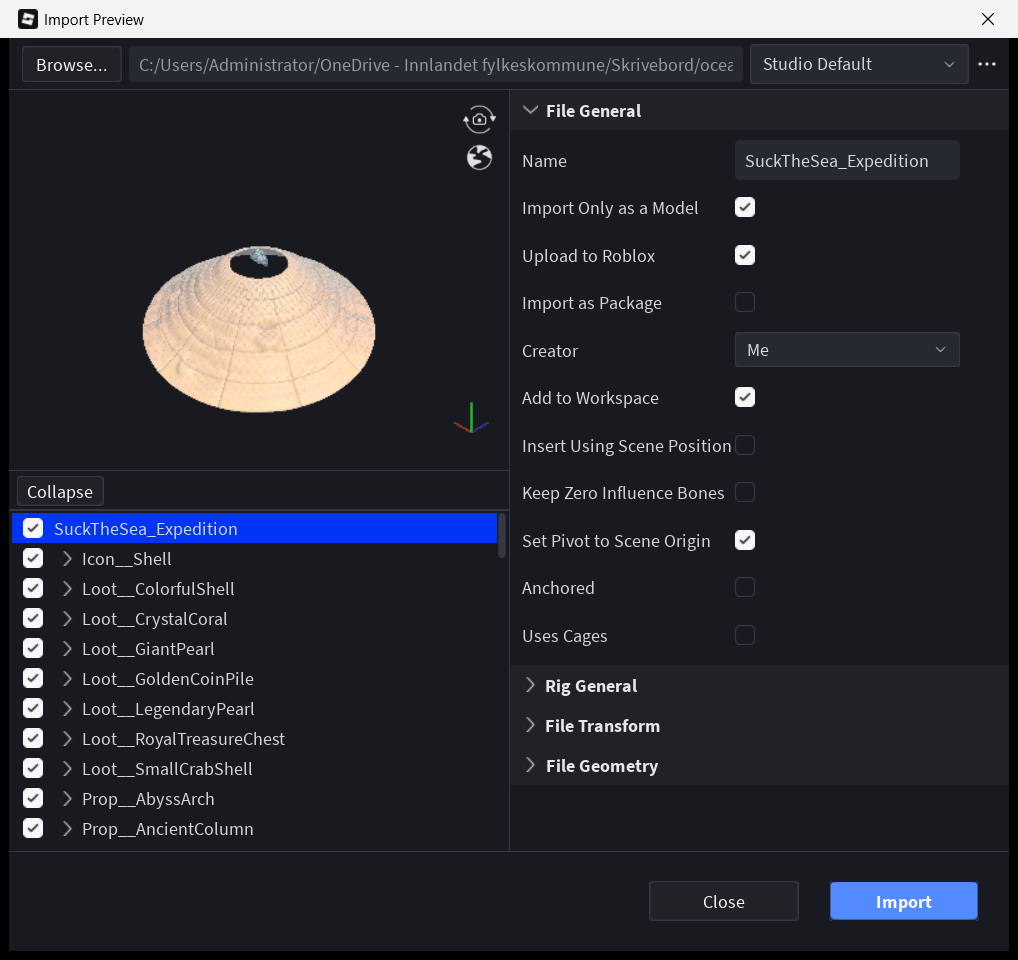 Import Preview
Browse...
C:/Users/Administrator/OneDrive - Innlandet fylkeskommune/Skrivebord/ocea
Studio Default
File General
Name
SuckTheSea_Expedition
Import Only as a Model
Upload to Roblox
Import as Package
Creator
Me
Add to Workspace
Insert Using Scene Position
Keep Zero Influence Bones
Set Pivot to Scene Origin
Anchored
Uses Cages
Rig General
File Transform
File Geometry
Collapse
SuckTheSea_Expedition
Icon__Shell
Loot__ColorfulShell
Loot__CrystalCoral
Loot__GiantPearl
Loot__GoldenCoinPile
Loot__LegendaryPearl
Loot__RoyalTreasureChest
Loot__SmallCrabShell
Prop__AbyssArch
Prop__AncientColumn
Close
Import